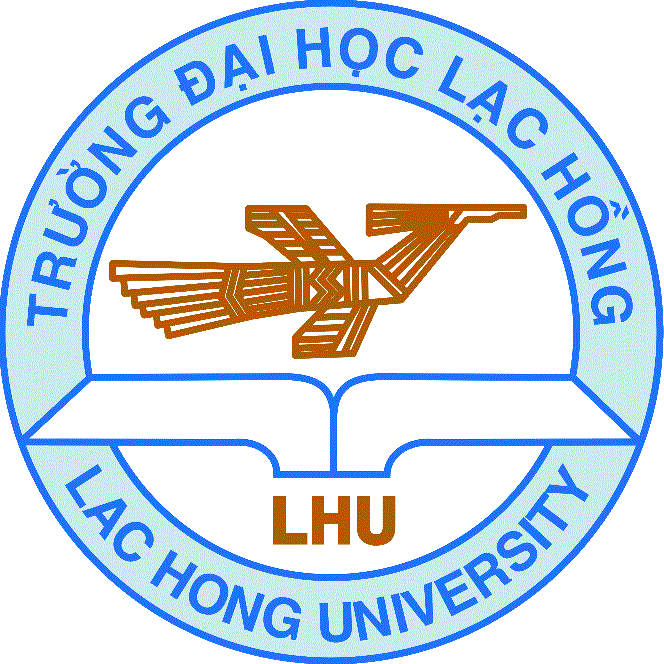 TRƯỜNG ĐẠI HỌC LẠC HỒNG
LHU
LAC HONG UNIVERSITY